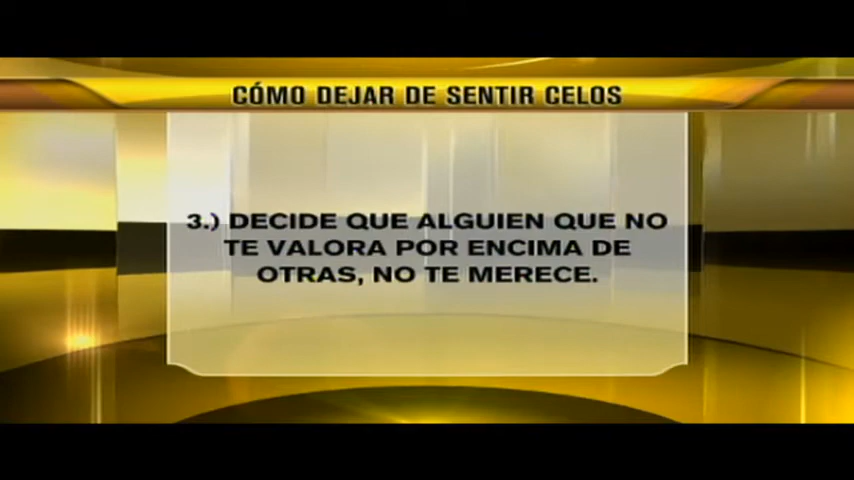 CÓMO DEJAR DE SENTIR CELOS
3.) DECIDE QUE ALGUIEN QUE NO
TE VALORA POR ENCIMA DE
OTRAS, NO TE MERECE.